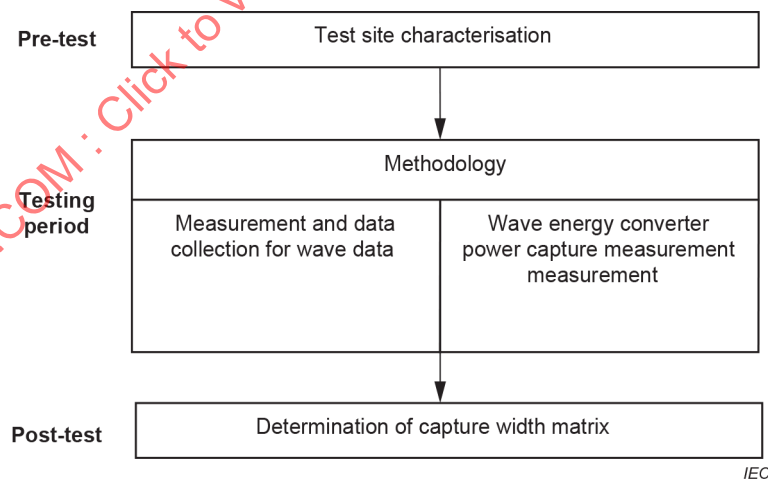 Pre-test
Test site characterisation
COM : Click to
Methodology
Testing
period
Measurement and data
collection for wave data
Wave energy converter
power capture measurement
measurement
Post-test
Determination of capture width matrix
IEC